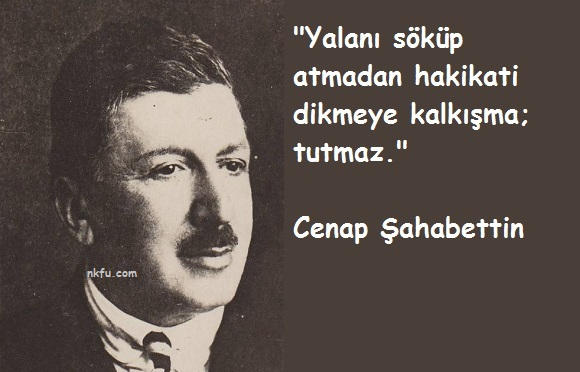 "Yalanı söküp
atmadan hakikati
dikmeye kalkışma;
tutmaz."
Cenap Şahabettin
nkfu.com